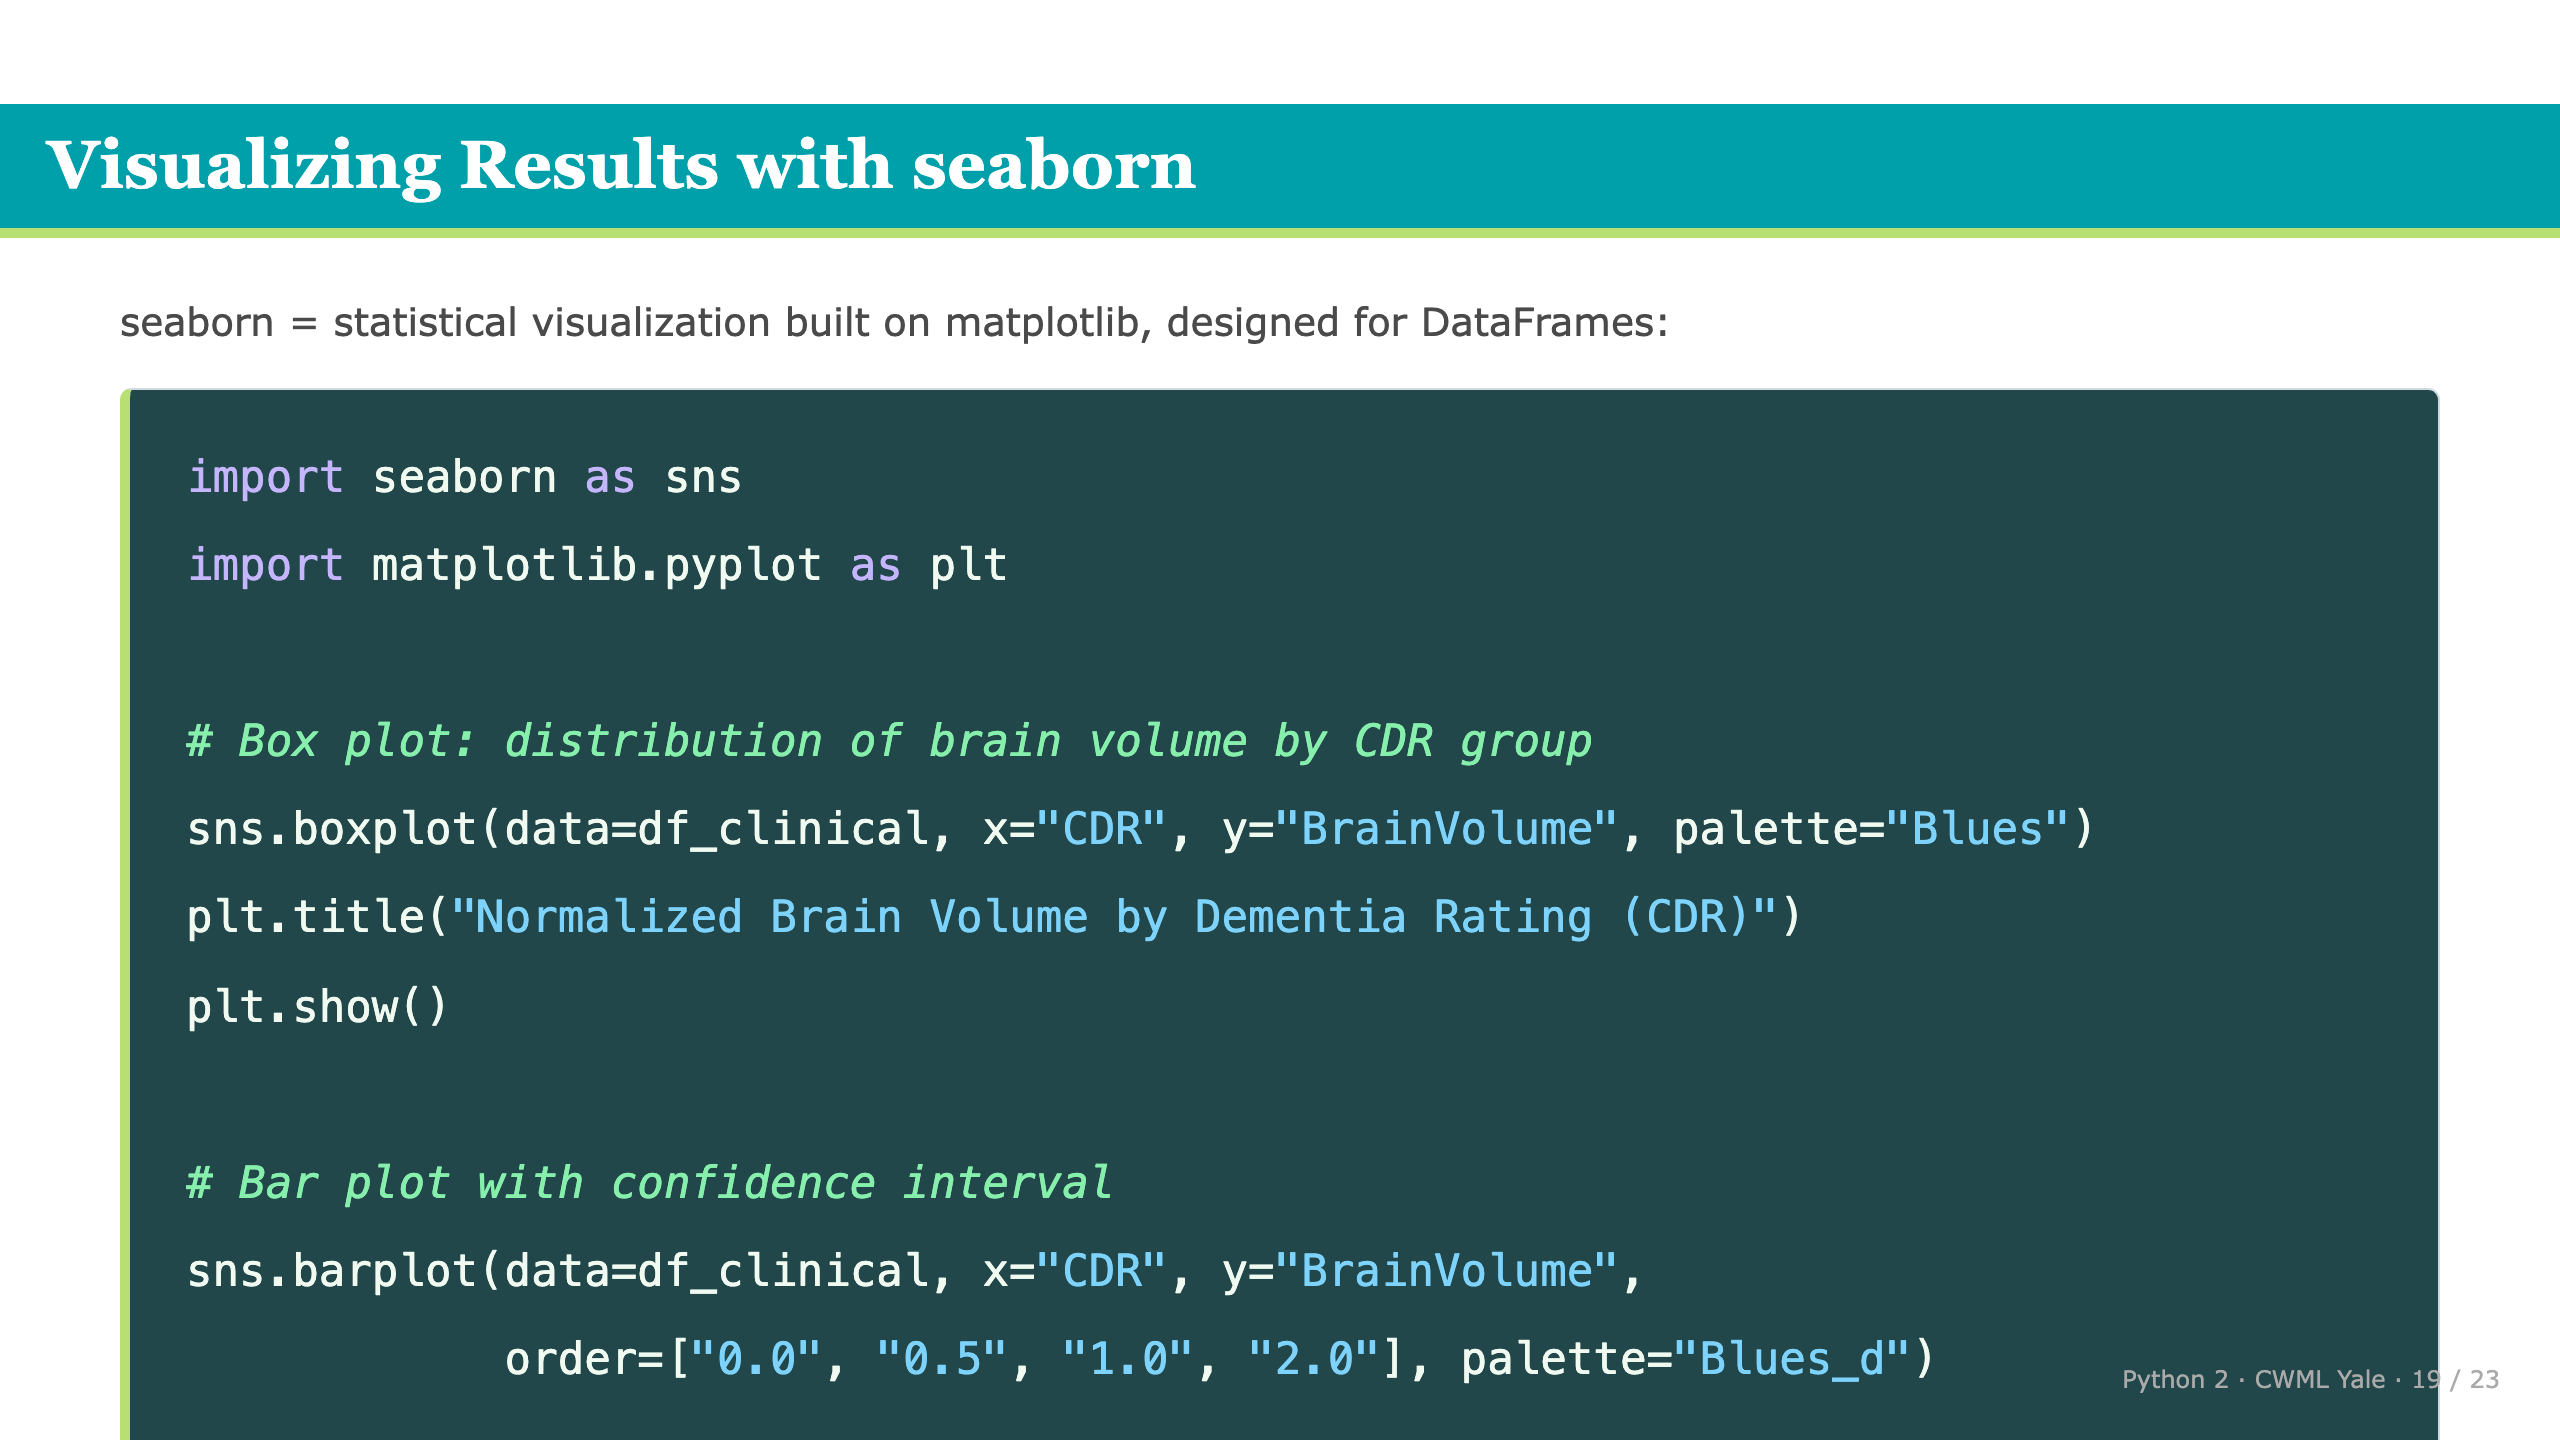 Visualizing Results with seaborn
seaborn = statistical visualization built on matplotlib, designed for DataFrames:
import seaborn as sns
import matplotlib.pyplot as plt
# Box plot: distribution of brain volume by CDR group
sns.boxplot(data=df_clinical, x="CDR", y="BrainVolume", palette="Blues")
plt.title("Normalized Brain Volume by Dementia Rating (CDR)")
plt.show()
# Bar plot with confidence interval
sns.barplot(data=df_clinical, x="CDR", y="BrainVolume",
order=["0.0", "0.5", "1.0", "2.0"], palette="Blues_d")
Python 2 · CWML Yale · 19 / 23